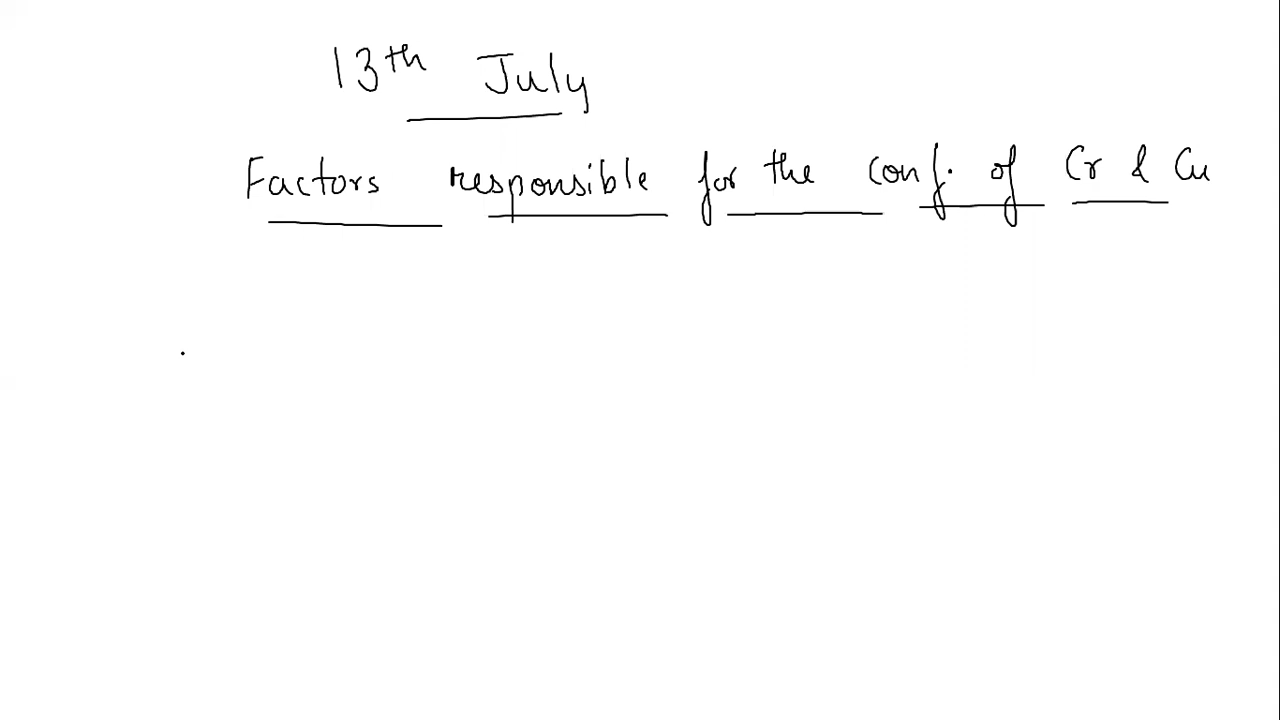 13th July
Factors responsible for the conf. of Cr & Cu